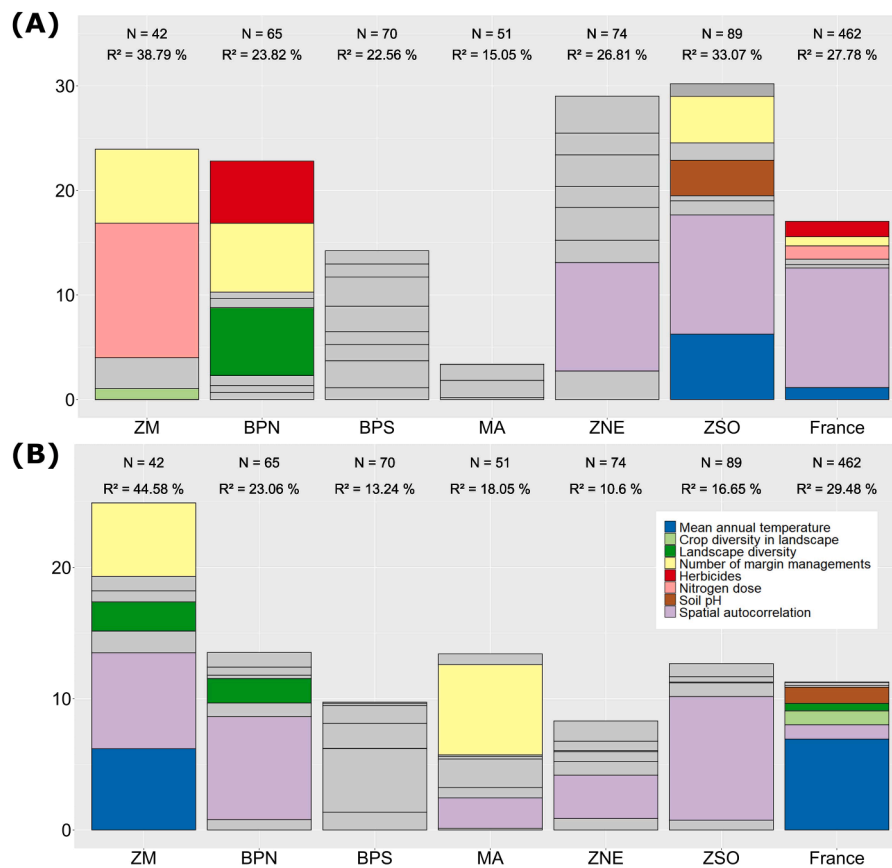 (A)
N = 42 N = 65 N = 70 N = 51 N = 74 N = 89 N = 462
R² = 38.79 % R² = 23.82 % R² = 22.56 % R² = 15.05 % R² = 26.81 % R² = 33.07 % R² = 27.78 %
30
20
10
0
ZM BPN BPS MA ZNE ZSO France
(B)
N = 42 N = 65 N = 70 N = 51 N = 74 N = 89 N = 462
R² = 44.58 % R² = 23.06 % R² = 13.24 % R² = 18.05 % R² = 10.6 % R² = 16.65 % R² = 29.48 %
Mean annual temperature
Crop diversity in landscape
Landscape diversity
Number of margin managements
Herbicides
Nitrogen dose
Soil pH
Spatial autocorrelation
20
10
0
ZM BPN BPS MA ZNE ZSO France